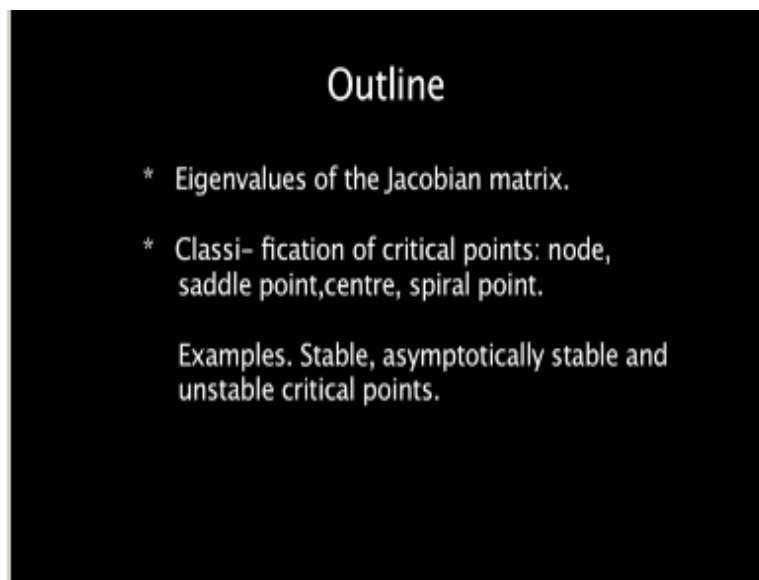 Outline
* Eigenvalues of the Jacobian matrix.
* Classi- fication of critical points: node,
saddle point,centre, spiral point.
Examples. Stable, asymptotically stable and
unstable critical points.